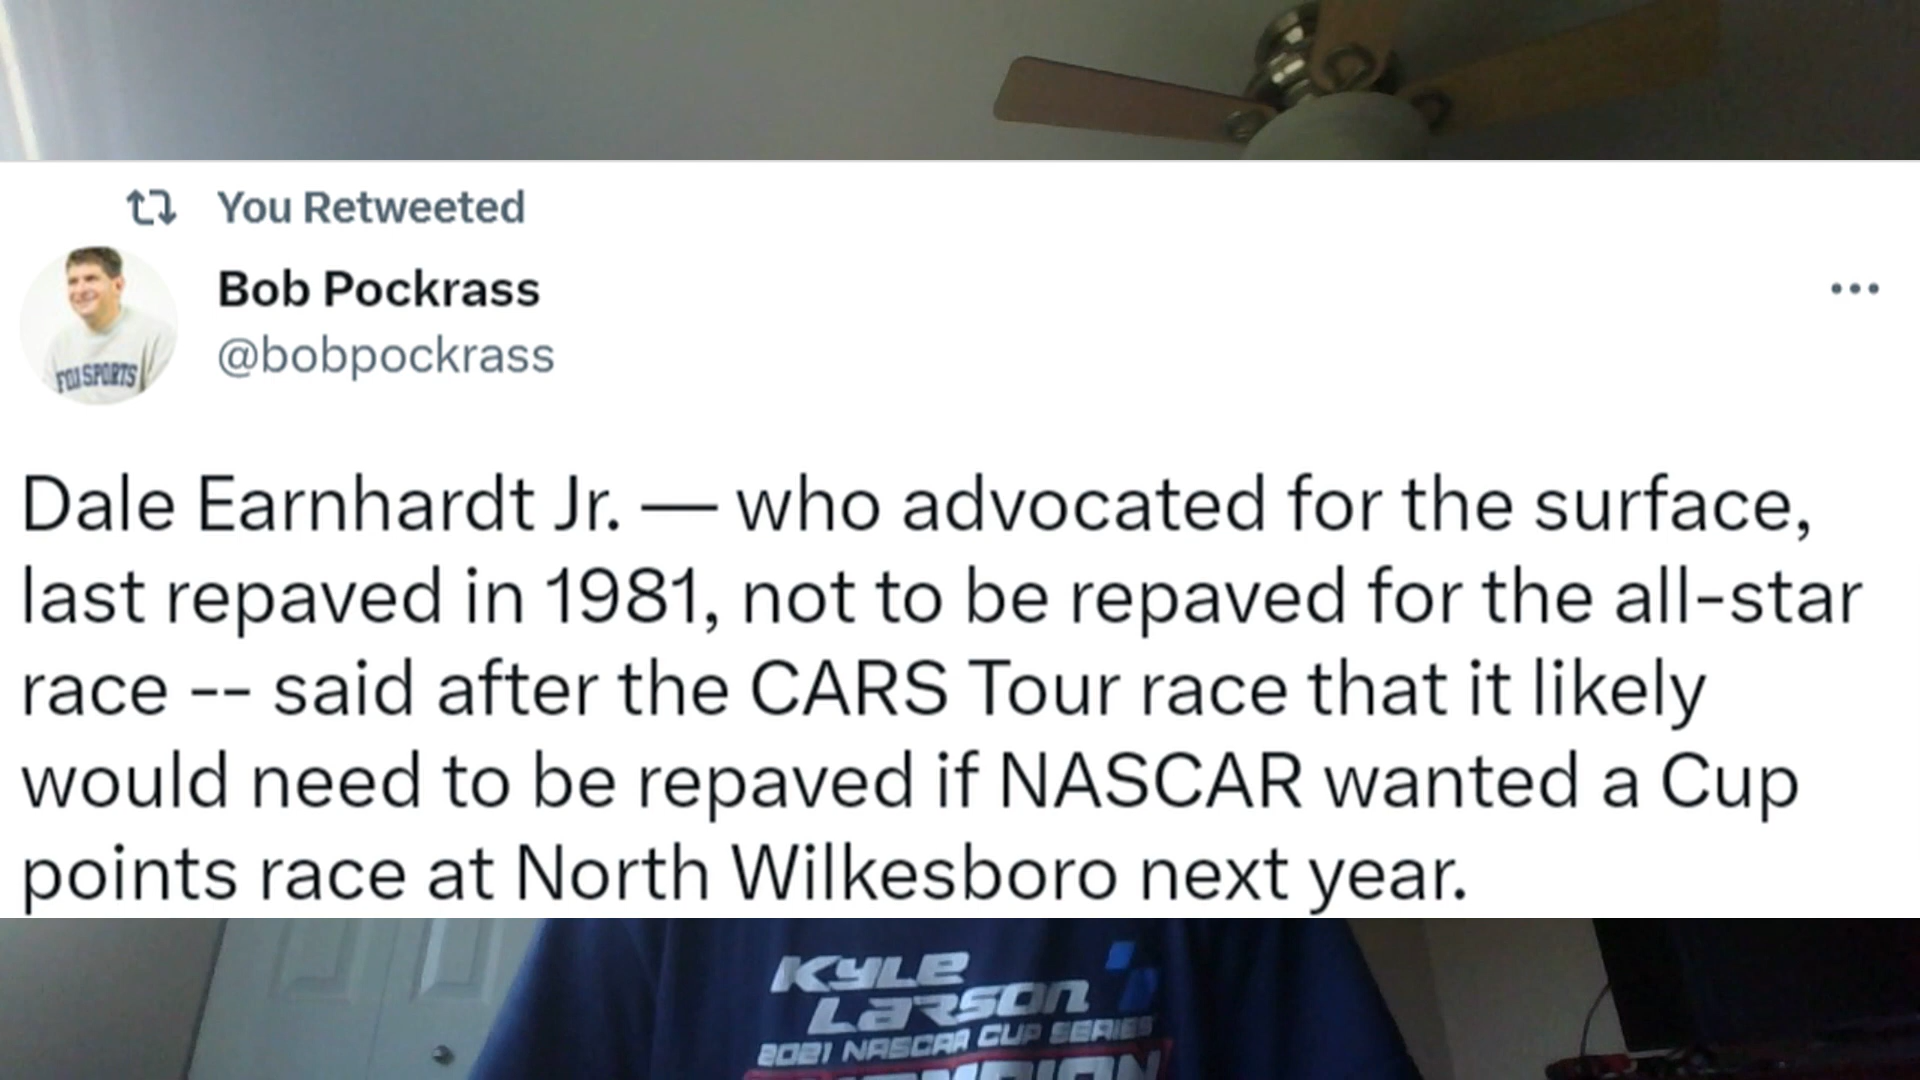 You Retweeted
Bob Pockrass
@bobpockrass
FOX SPORTS
Dale Earnhardt Jr. — who advocated for the surface,
last repaved in 1981, not to be repaved for the all-star
race -- said after the CARS Tour race that it likely
would need to be repaved if NASCAR wanted a Cup
points race at North Wilkesboro next year.
KYLE
LARSON
2021 NASCAR CUP SERIES
CHAMPION